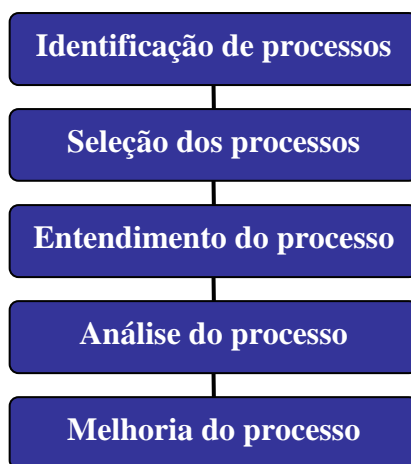 Identificação de processos
Seleção dos processos
Entendimento do processo
Análise do processo
Melhoria do processo